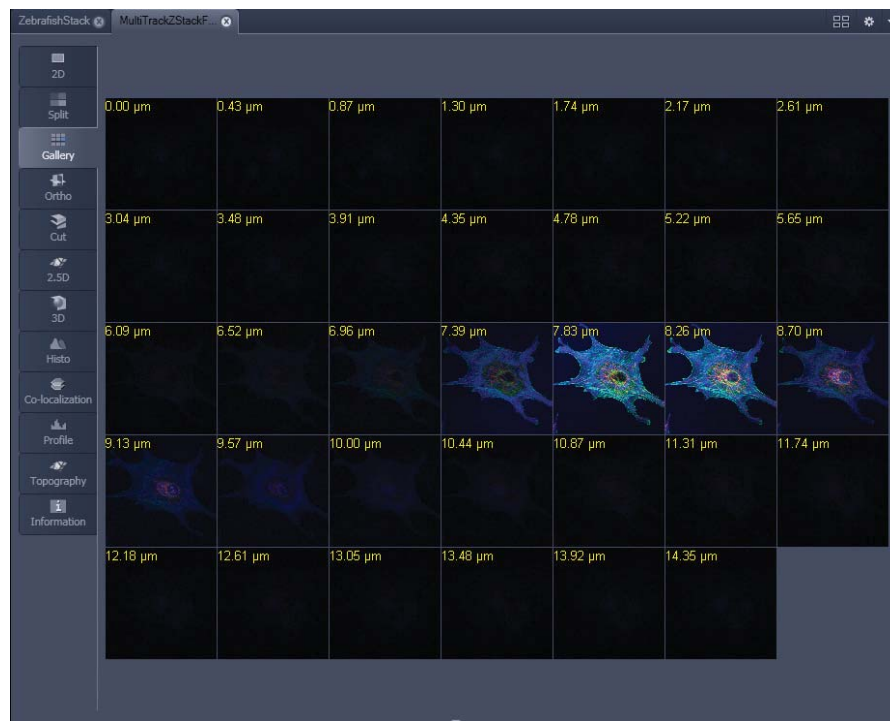 ZebrafishStack
MultiTrackZStackF...
2D
Split
Gallery
Ortho
Cut
2.5D
3D
Histo
Co-localization
Profile
Topography
Information
0.00 µm 0.43 µm 0.87 µm 1.30 µm 1.74 µm 2.17 µm 2.61 µm
3.04 µm 3.48 µm 3.91 µm 4.35 µm 4.78 µm 5.22 µm 5.65 µm
6.09 µm 6.52 µm 6.96 µm 7.39 µm 7.83 µm 8.26 µm 8.70 µm
9.13 µm 9.57 µm 10.00 µm 10.44 µm 10.87 µm 11.31 µm 11.74 µm
12.18 µm 12.61 µm 13.05 µm 13.48 µm 13.92 µm 14.35 µm